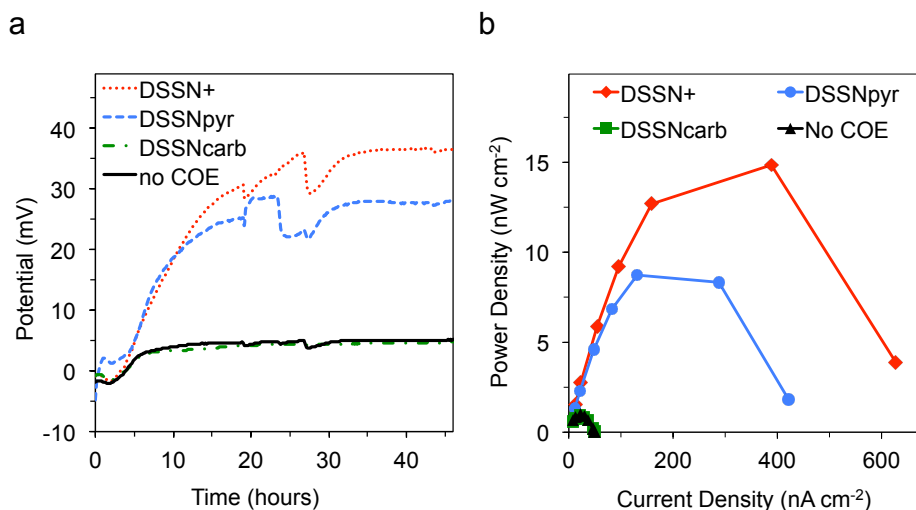 a
DSSN+
DSSNpyr
DSSNcarb
no COE
40
30
20
10
0
-10
0
10
20
30
40
Potential (mV)
Time (hours)
b
DSSN+
DSSNpyr
DSSNcarb
No COE
15
10
5
0
0
200
400
600
Power Density (nW cm-2)
Current Density (nA cm-2)